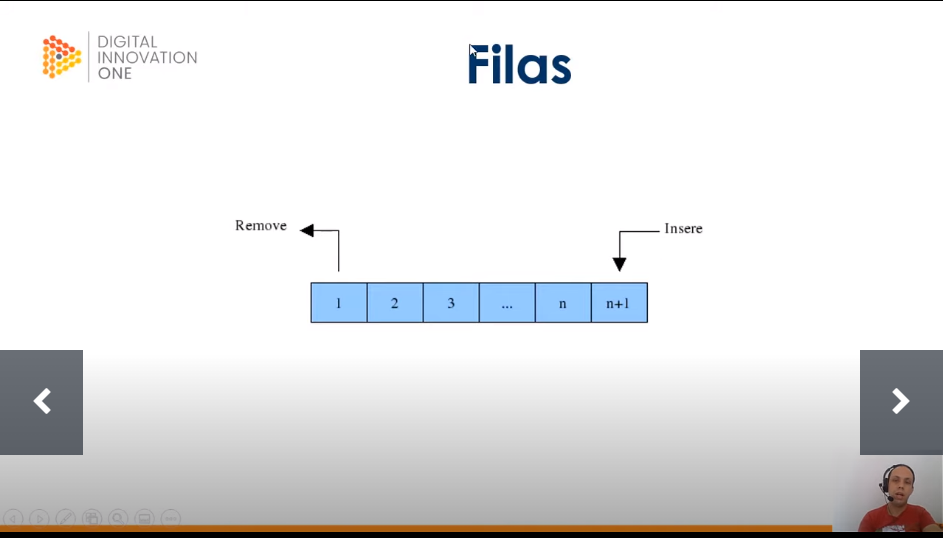 DIGITAL
INNOVATION
ONE
Filas
Remove
Insere
1 2 3 ... n n+1